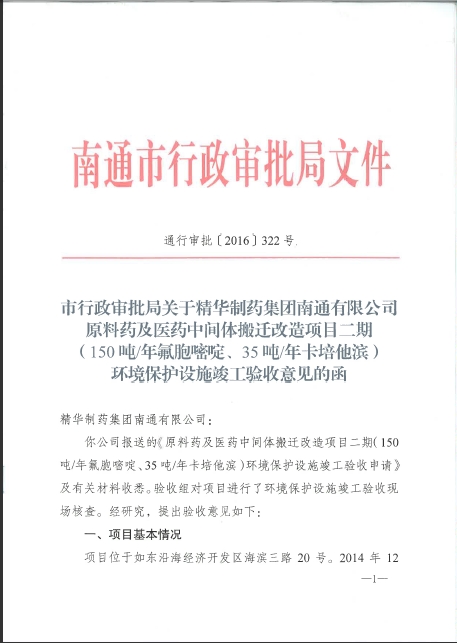 南通市行政审批局文件
通行审批〔2016〕322号
市行政审批局关于精华制药集团南通有限公司
原料药及医药中间体搬迁改造项目二期
（150吨/年氟胞嘧啶、35吨/年卡培他滨）
环境保护设施竣工验收意见的函
精华制药集团南通有限公司：
你公司报送的《原料药及医药中间体搬迁改造项目二期（150
吨/年氟胞嘧啶、35吨/年卡培他滨）环境保护设施竣工验收申请》
及有关材料收悉。验收组对项目进行了环境保护设施竣工验收现
场核查。经研究，提出验收意见如下：
一、项目基本情况
项目位于如东沿海经济开发区海滨三路 20 号。2014 年 12
—1—